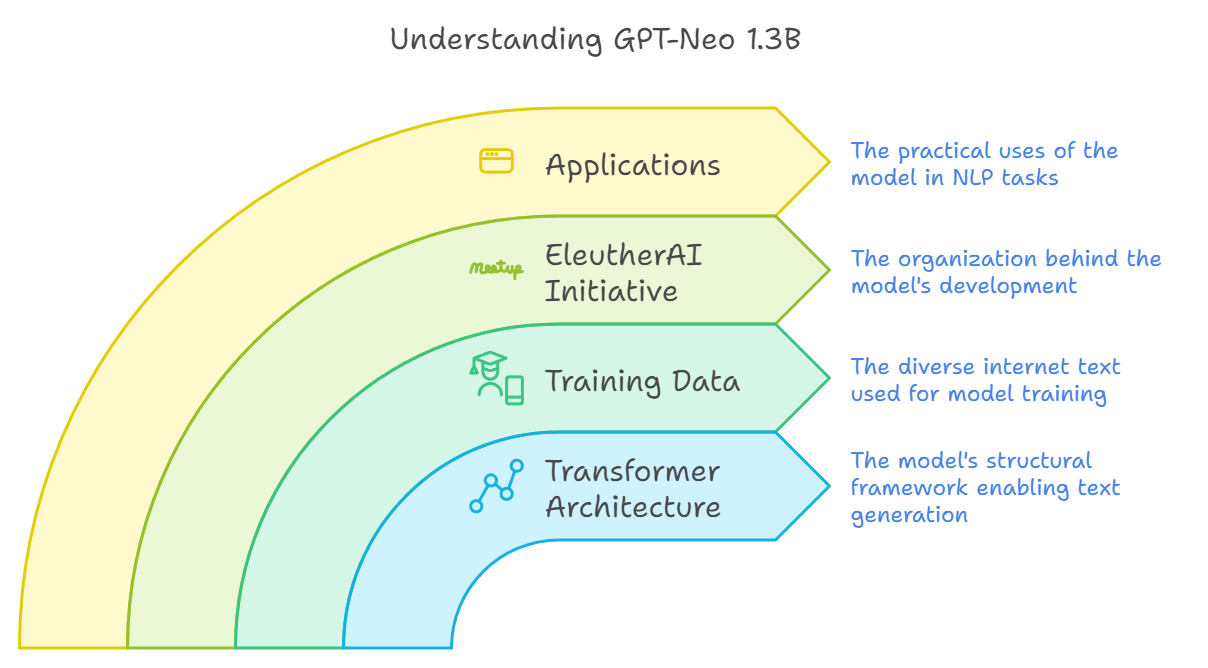 Understanding GPT-Neo 1.3B
Applications
The practical uses of the
model in NLP tasks
meetup
EleutherAI
Initiative
The organization behind the
model's development
Training Data
The diverse internet text
used for model training
Transformer
Architecture
The model's structural
framework enabling text
generation